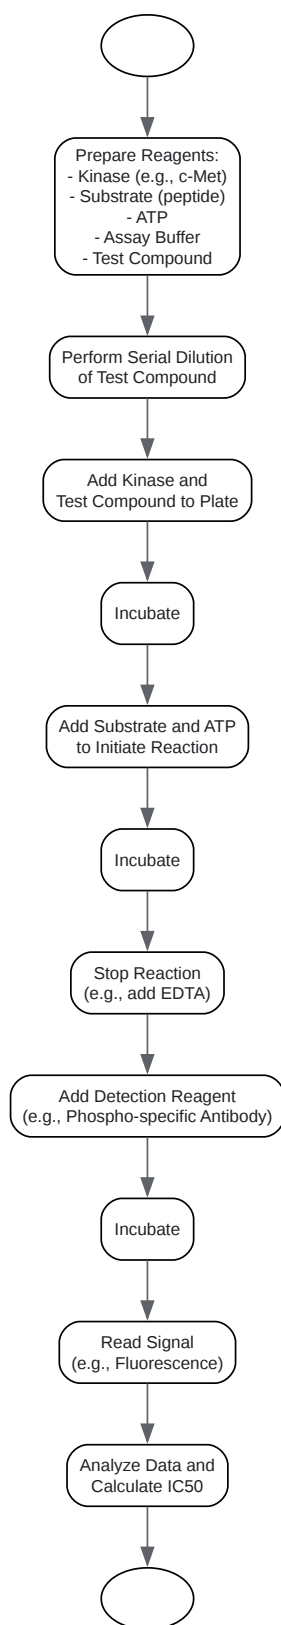 Prepare Reagents:
- Kinase (e.g., c-Met)
- Substrate (peptide)
- ATP
- Assay Buffer
- Test Compound
Perform Serial Dilution
of Test Compound
Add Kinase and
Test Compound to Plate
Incubate
Add Substrate and ATP
to Initiate Reaction
Incubate
Stop Reaction
(e.g., add EDTA)
Add Detection Reagent
(e.g., Phospho-specific Antibody)
Incubate
Read Signal
(e.g., Fluorescence)
Analyze Data and
Calculate IC50